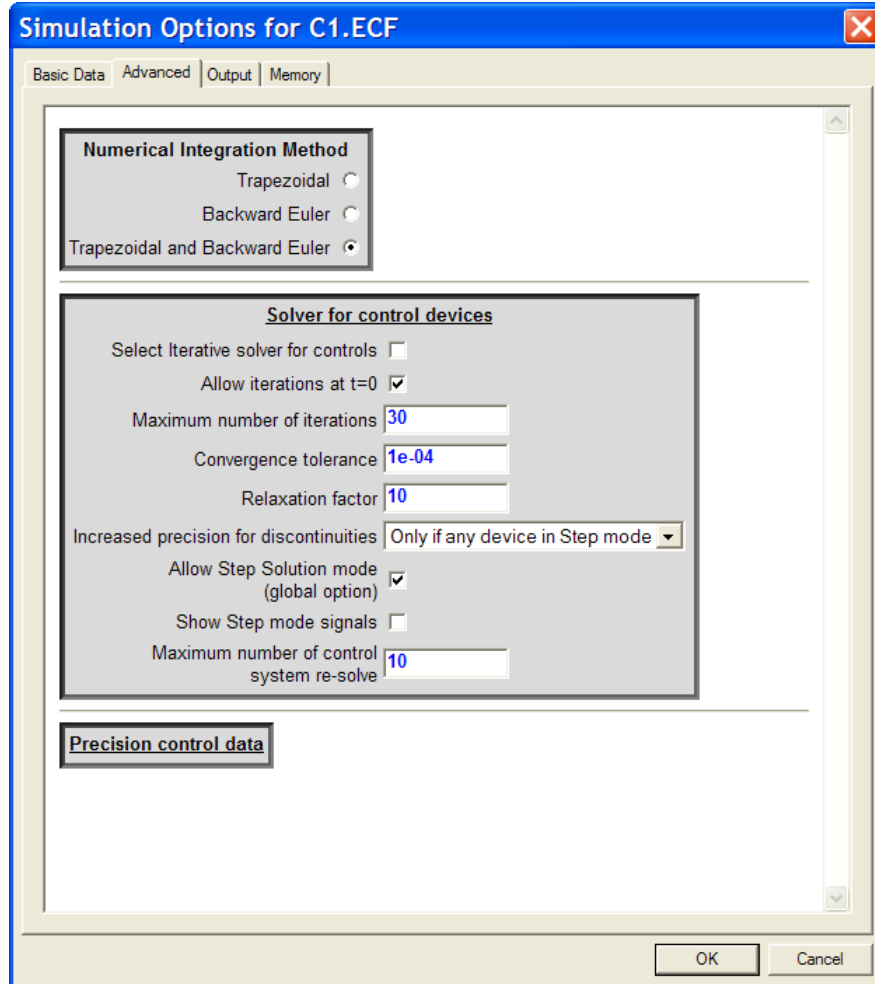 Simulation Options for C1.ECF
Basic Data Advanced Output Memory
Numerical Integration Method
Trapezoidal
Backward Euler
Trapezoidal and Backward Euler
Solver for control devices
Select Iterative solver for controls
Allow iterations at t=0
Maximum number of iterations 30
Convergence tolerance 1e-04
Relaxation factor 10
Increased precision for discontinuities Only if any device in Step mode
Allow Step Solution mode
(global option)
Show Step mode signals
Maximum number of control
system re-solve 10
Precision control data
OK Cancel